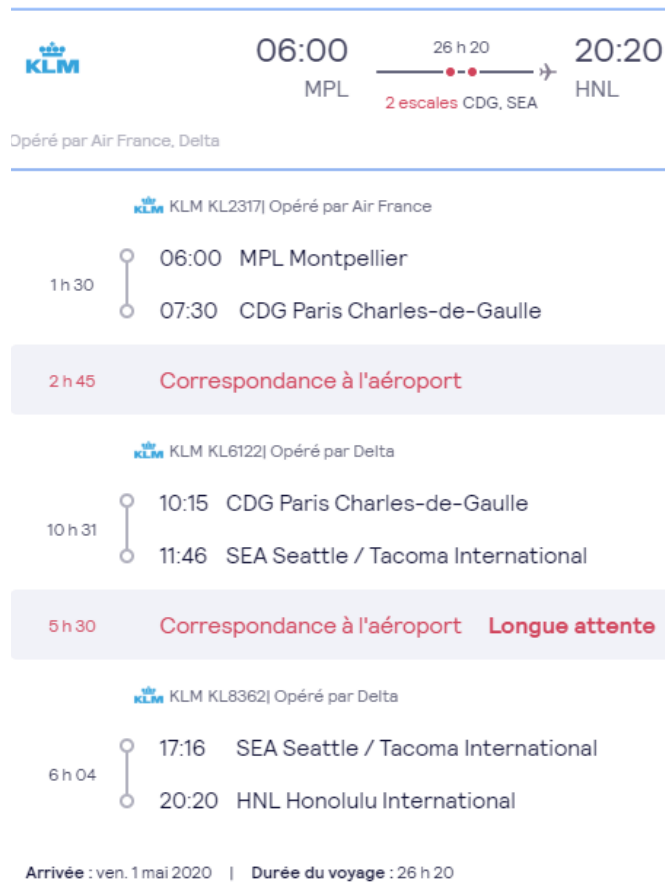 KLM
06:00
MPL
26 h 20
2 escales CDG, SEA
20:20
HNL
Opéré par Air France, Delta
KLM KLM KL2317| Opéré par Air France
1 h 30
06:00 MPL Montpellier
07:30 CDG Paris Charles-de-Gaulle
2 h 45 Correspondance à l'aéroport
KLM KLM KL6122| Opéré par Delta
10 h 31
10:15 CDG Paris Charles-de-Gaulle
11:46 SEA Seattle / Tacoma International
5 h 30 Correspondance à l'aéroport Longue attente
KLM KLM KL8362| Opéré par Delta
6 h 04
17:16 SEA Seattle / Tacoma International
20:20 HNL Honolulu International
Arrivée : ven. 1 mai 2020 | Durée du voyage : 26 h 20